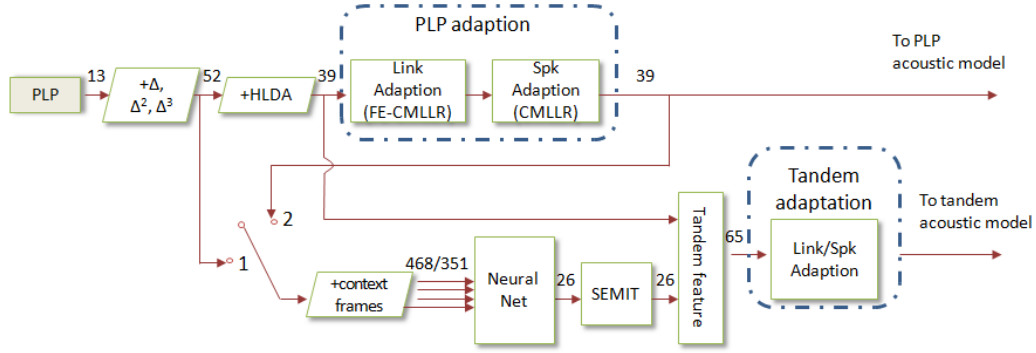 PLP adaption
To PLP
acoustic model
13
52
39
39
PLP
+Δ,
Δ², Δ³
+HLDA
Link
Adaption
(FE-CMLLR)
Spk
Adaption
(CMLLR)
2
1
Tandem
adaptation
To tandem
acoustic model
Tandem feature
65
Link/Spk
Adaption
468/351
+context
frames
Neural
Net
26
SEMIT
26